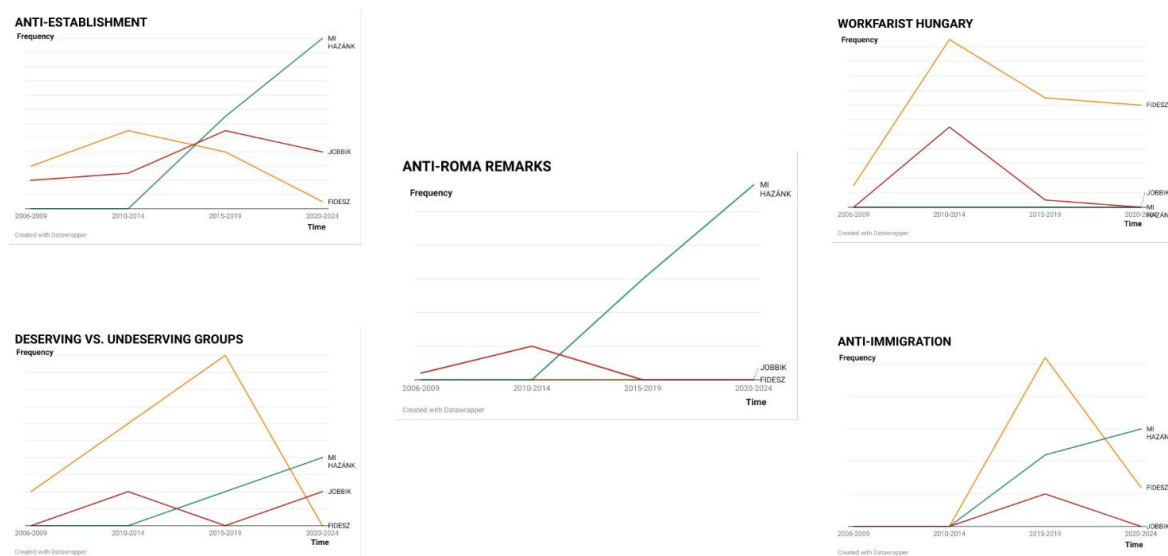 ANTI-ESTABLISHMENT
Frequency
MI
HAZÁNK
JOBBIK
FIDESZ
2006-2009 2010-2014 2015-2019 2020-2024
Time
Created with Datawrapper
WORKFARIST HUNGARY
Frequency
FIDESZ
JOBBIK
MI
HAZÁNK
2006-2009 2010-2014 2015-2019
Time
Created with Datawrapper
ANTI-ROMA REMARKS
Frequency
MI
HAZÁNK
JOBBIK
FIDESZ
2006-2009 2010-2014 2015-2019 2020-2024
Time
Created with Datawrapper
DESERVING VS. UNDESERVING GROUPS
Frequency
MI
HAZÁNK
JOBBIK
FIDESZ
2006-2009 2010-2014 2015-2019 2020-2024
Time
Created with Datawrapper
ANTI-IMMIGRATION
Frequency
MI
HAZÁNK
FIDESZ
JOBBIK
2006-2009 2010-2014 2015-2019 2020-2024
Time
Created with Datawrapper